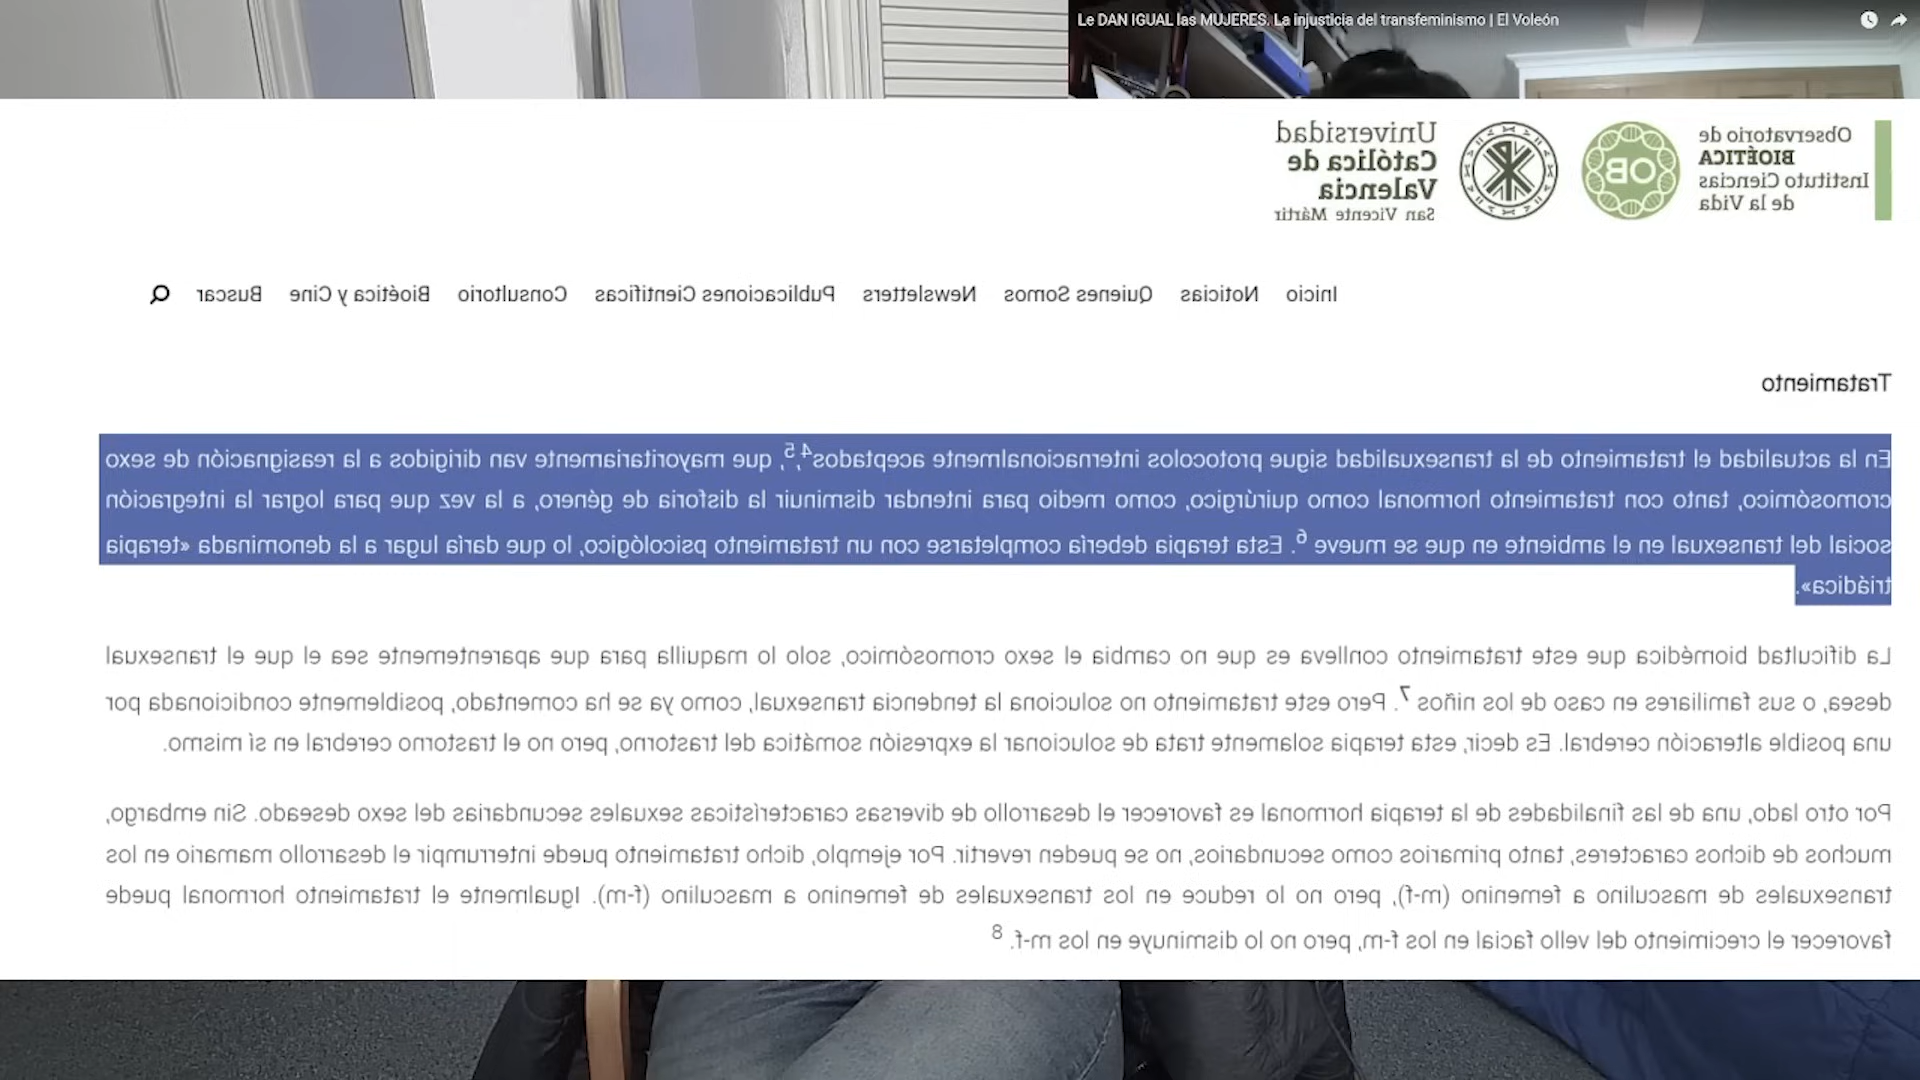 Le DAN IGUAL las MUJERES. La injusticia del transfeminismo | El Voleón
Observatorio de
BIOÉTICA
Instituto Ciencias
de la Vida
OB
Universidad
Católica de
Valencia
San Vicente Mártir
Inicio Noticias Quienes Somos Newsletters Publicaciones Científicas Consultorio Bioética y Cine Buscar
Tratamiento
En la actualidad el tratamiento de la transexualidad sigue protocolos internacionalmente aceptados4,5, que mayoritariamente van dirigidos a la reasignación de sexo
cromosómico, tanto con tratamiento hormonal como quirúrgico, como medio para intendar disminuir la disforia de género, a la vez que para lograr la integración
social del transexual en el ambiente en que se mueve 6. Esta terapia debería completarse con un tratamiento psicológico, lo que daría lugar a la denominada «terapia
triádica».
La dificultad biomédica que este tratamiento conlleva es que no cambia el sexo cromosómico, solo lo maquilla para que aparentemente sea el que el transexual
desea, o sus familiares en caso de los niños 7. Pero este tratamiento no soluciona la tendencia transexual, como ya se ha comentado, posiblemente condicionada por
una posible alteración cerebral. Es decir, esta terapia solamente trata de solucionar la expresión somática del trastorno, pero no el trastorno cerebral en sí mismo.
Por otro lado, una de las finalidades de la terapia hormonal es favorecer el desarrollo de diversas características sexuales secundarias del sexo deseado. Sin embargo,
muchos de dichos caracteres, tanto primarios como secundarios, no se pueden revertir. Por ejemplo, dicho tratamiento puede interrumpir el desarrollo mamario en los
transexuales de masculino a femenino (m-f), pero no lo reduce en los transexuales de femenino a masculino (f-m). Igualmente el tratamiento hormonal puede
favorecer el crecimiento del vello facial en los f-m, pero no lo disminuye en los m-f. 8